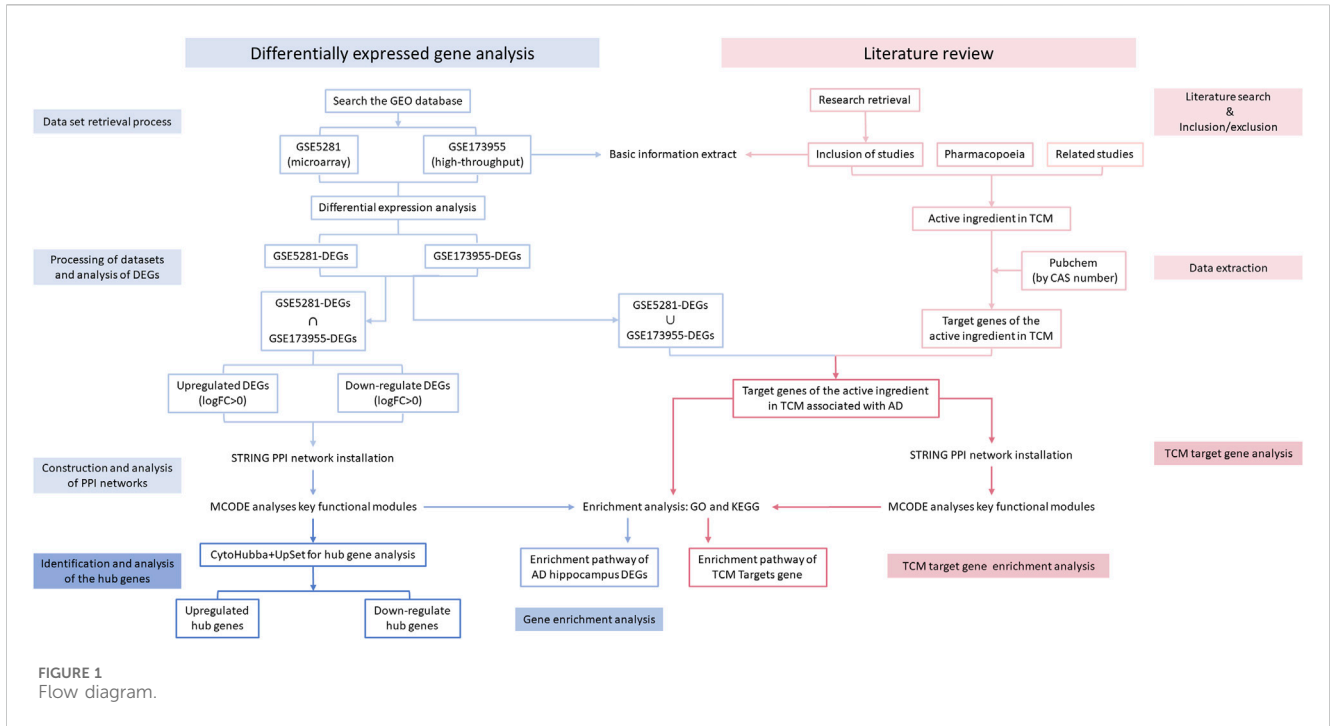 Differentially expressed gene analysis
Literature review
Data set retrieval process
Search the GEO database
GSE5281
(microarray)
GSE173955
(high-throughput)
Basic information extract
Research retrieval
Inclusion of studies
Pharmacopoeia
Related studies
Literature search
&
Inclusion/exclusion
Differential expression analysis
Active ingredient in TCM
Processing of datasets
and analysis of DEGs
GSE5281-DEGs
GSE173955-DEGs
Pubchem
(by CAS number)
Data extraction
GSE5281-DEGs
∩
GSE173955-DEGs
GSE5281-DEGs
∪
GSE173955-DEGs
Target genes of the
active ingredient in TCM
Upregulated DEGs
(logFC>0)
Down-regulate DEGs
(logFC>0)
Target genes of the active ingredient
in TCM associated with AD
Construction and analysis
of PPI networks
STRING PPI network installation
STRING PPI network installation
TCM target gene analysis
MCODE analyses key functional modules
Enrichment analysis: GO and KEGG
MCODE analyses key functional modules
Identification and analysis
of the hub genes
CytoHubba+UpSet for hub gene analysis
Enrichment pathway of
AD hippocampus DEGs
Enrichment pathway of
TCM Targets gene
TCM target gene enrichment analysis
Upregulated
hub genes
Down-regulate
hub genes
Gene enrichment analysis
FIGURE 1
Flow diagram.